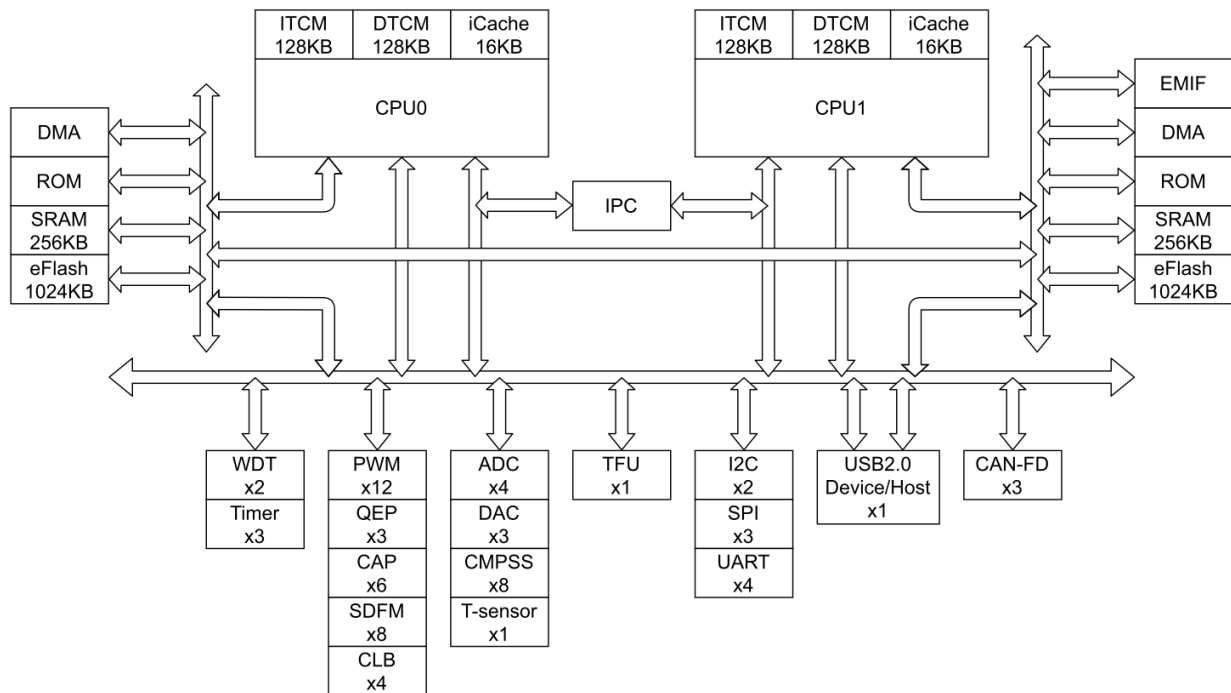 ITCM
128KB
DTCM
128KB
iCache
16KB
CPU0
ITCM
128KB
DTCM
128KB
iCache
16KB
CPU1
DMA
ROM
SRAM
256KB
eFlash
1024KB
IPC
EMIF
DMA
ROM
SRAM
256KB
eFlash
1024KB
WDT
x2
Timer
x3
PWM
x12
QEP
x3
CAP
x6
SDFM
x8
CLB
x4
ADC
x4
DAC
x3
CMPSS
x8
T-sensor
x1
TFU
x1
I2C
x2
SPI
x3
UART
x4
USB2.0
Device/Host
x1
CAN-FD
x3